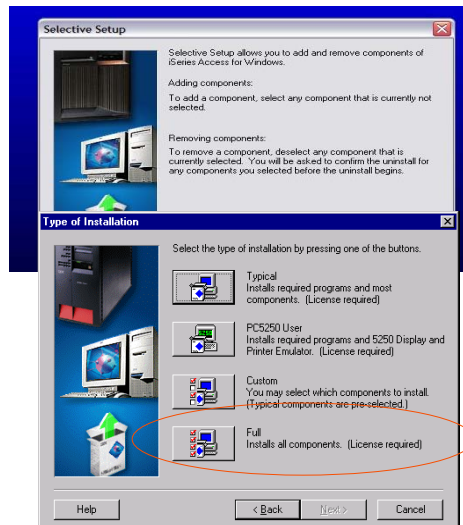 Selective Setup
Selective Setup allows you to add and remove components of
iSeries Access for Windows.
Adding components:
To add a component, select any component that is currently not
selected.
Removing components:
To remove a component, deselect any component that is
currently selected. You will be asked to confirm the uninstall for
any components you selected before the uninstall begins.
Type of Installation
Select the type of installation by pressing one of the buttons.
Typical
Installs required programs and most
components. (License required)
PC5250 User
Installs required programs and 5250 Display and
Printer Emulator. (License required)
Custom
You may select which components to install.
(Typical components are pre-selected.)
Full
Installs all components. (License required)
Help
< Back
Next >
Cancel